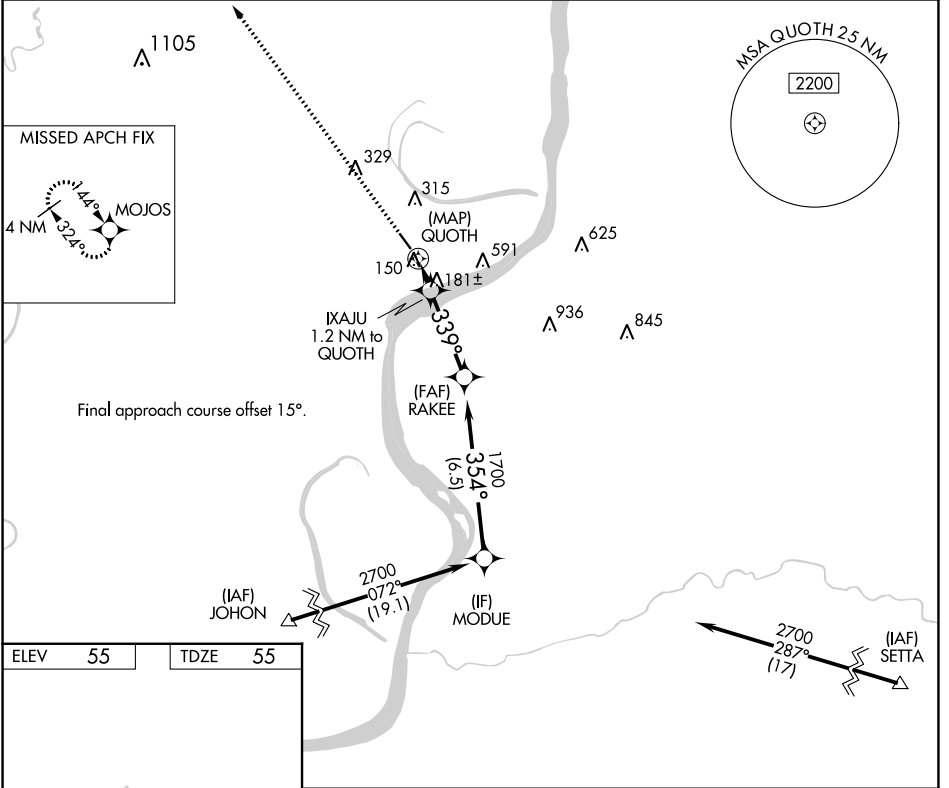 1105
MSA QUOTH 25 NM
2200
MISSED APCH FIX
144°
MOJOS
4 NM
324°
329
315
(MAP)
QUOTH
625
591
150
181±
IXAJU
1.2 NM to
QUOTH
339°
936
845
(FAF)
RAKEE
Final approach course offset 15°.
1700
354°
(6.5)
2700
072°
(19.1)
(IAF)
JOHON
(IF)
MODUE
2700
287°
(17)
(IAF)
SETTA
ELEV 55
TDZE 55